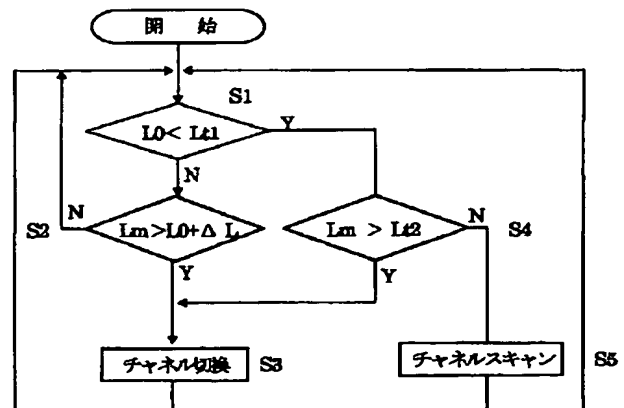 開 始
S1
L0< Lt1
Y
N
N
S2
Lm>L0+Δ L
Lm > Lt2
N
S4
Y
Y
チャネル切換
S3
チャネルスキャン
S5